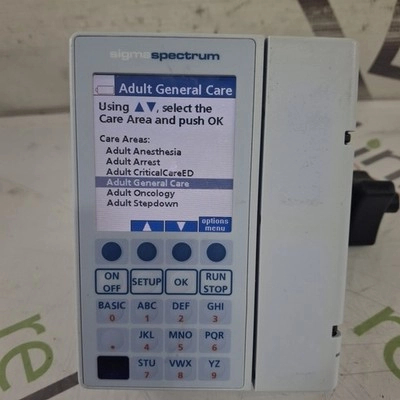 sigmaspectrum
Adult General Care
Using ▲▼, select the
Care Area and push OK
Care Areas:
Adult Anesthesia
Adult Arrest
Adult CriticalCareED
Adult General Care
Adult Oncology
Adult Stepdown
▲ ▼ options
menu
ON
OFF
SETUP
OK
RUN
STOP
BASIC ABC DEF GHI
0 1 2 3
JKL MNO PQR
. 4 5 6
STU VWX YZ
7 8 9